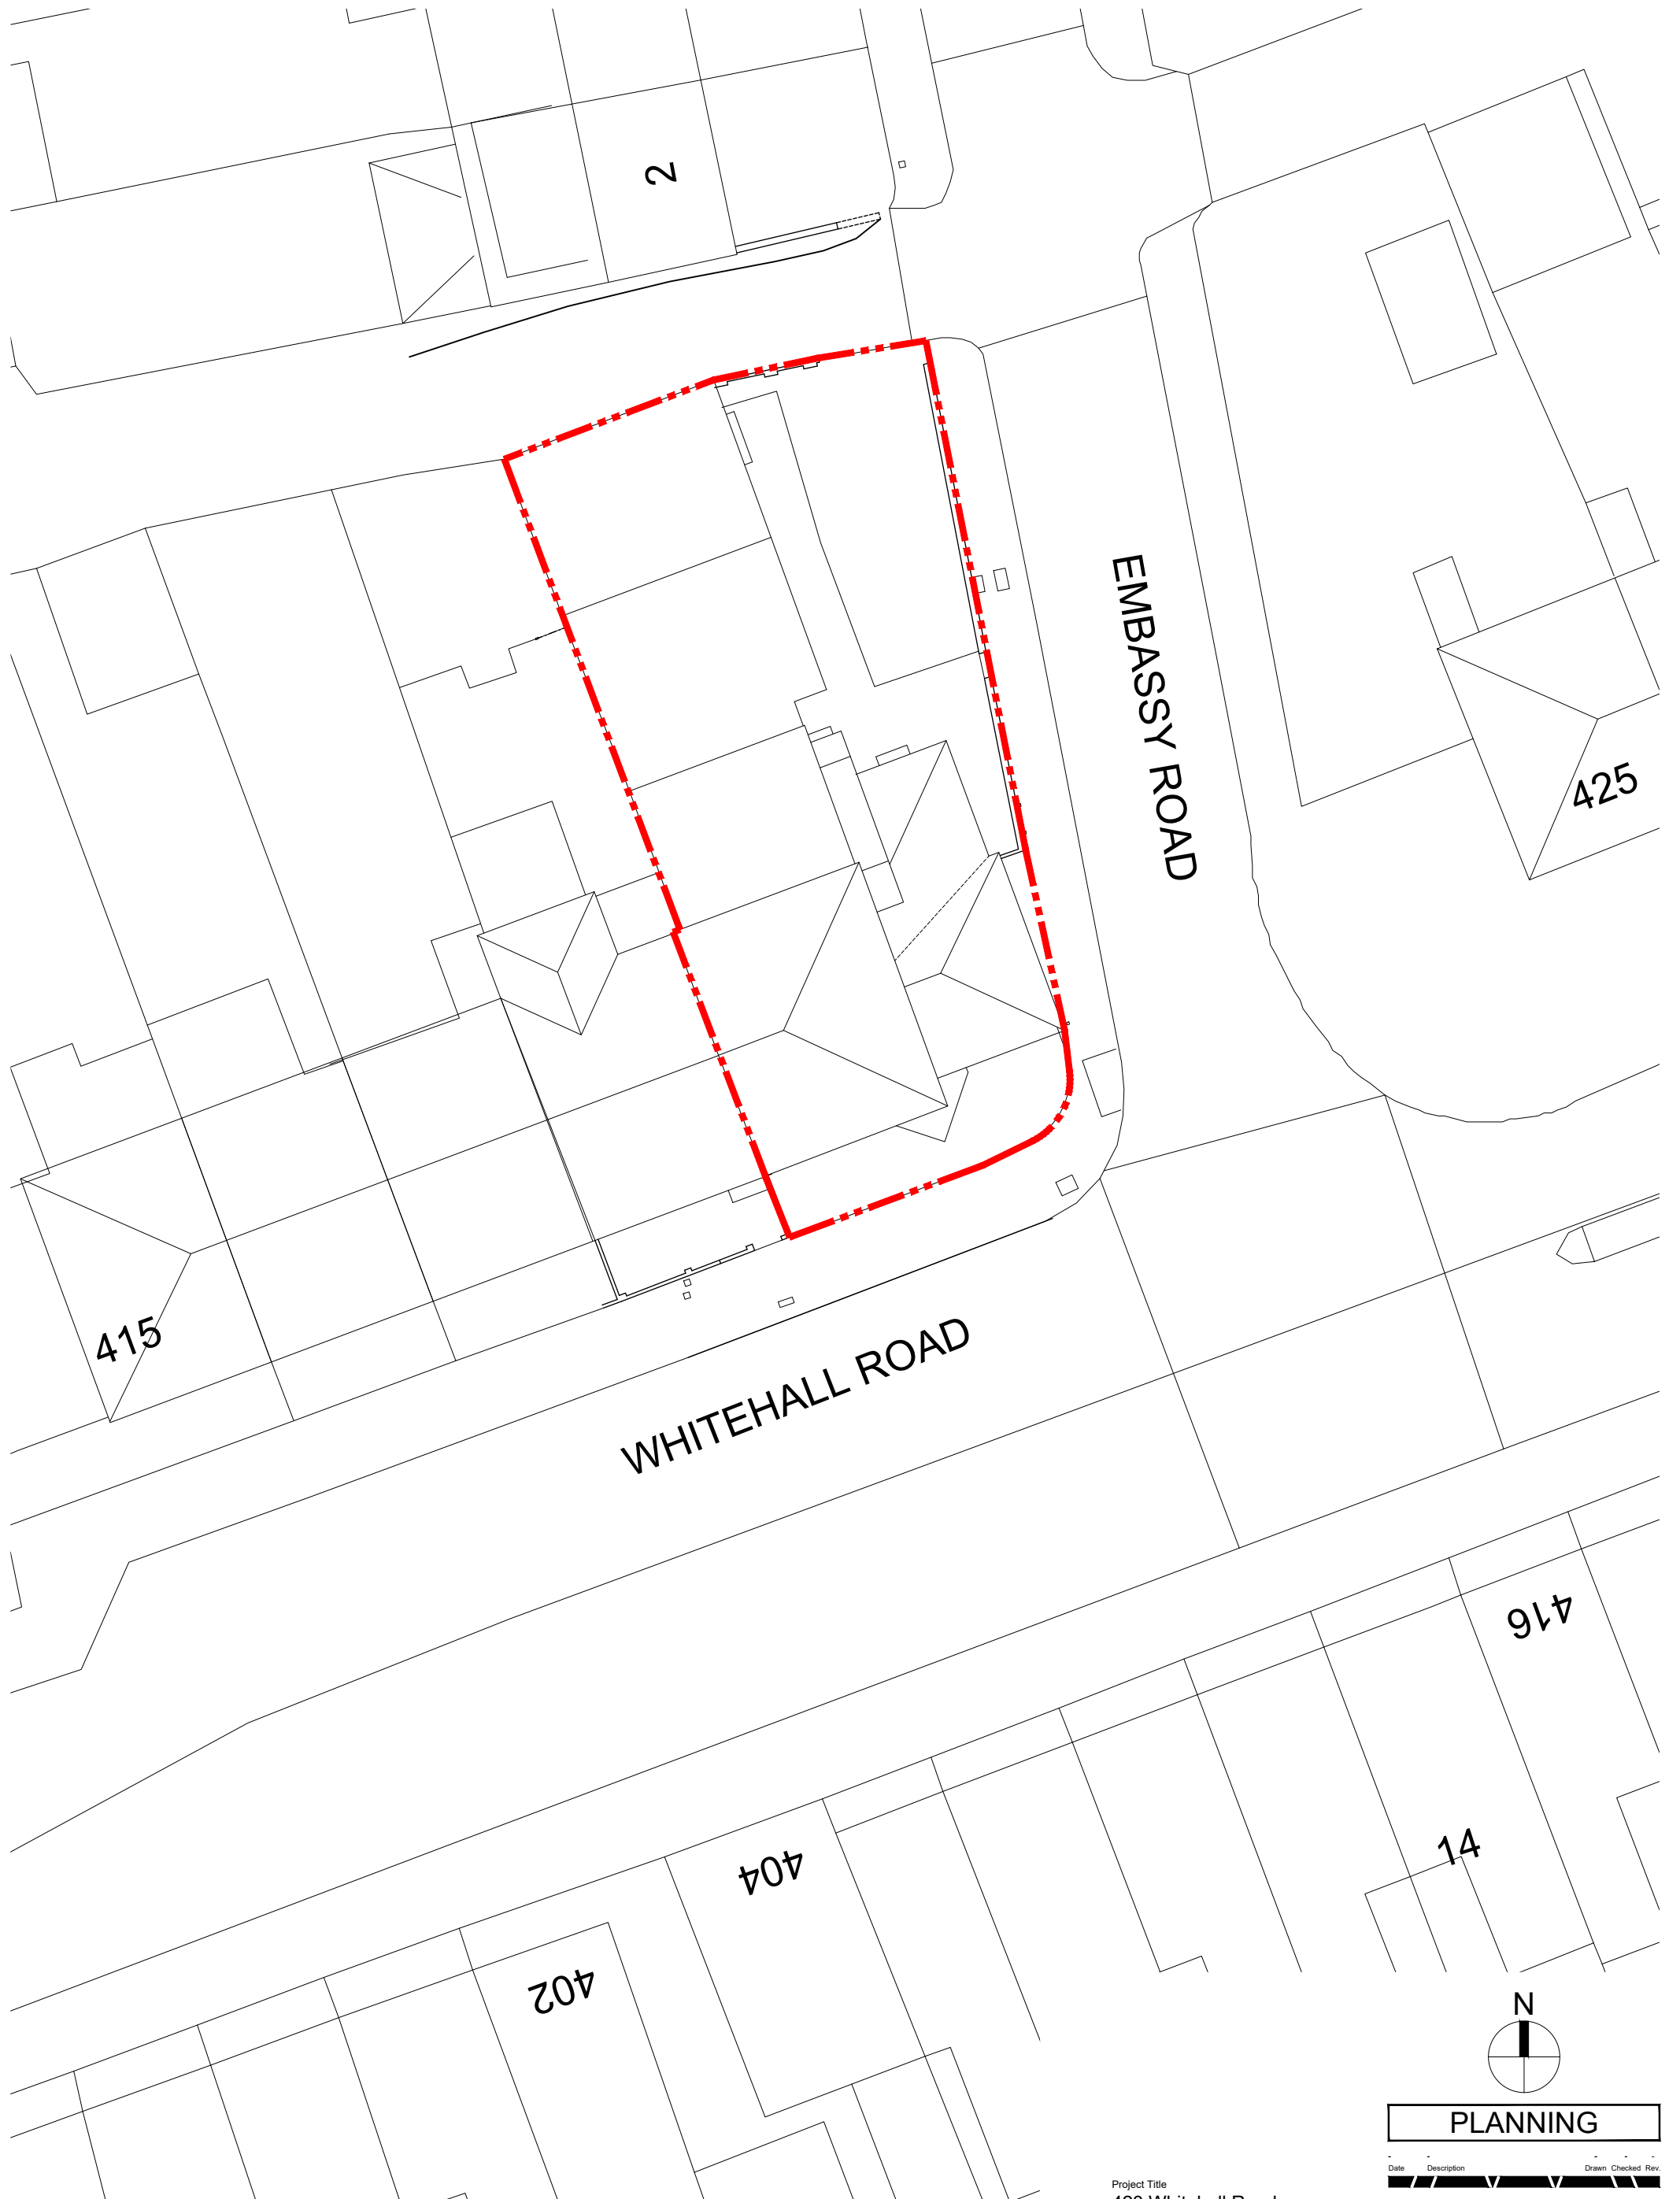 2
EMBASSY ROAD
425
415
WHITEHALL ROAD
416
404
14
402
N
PLANNING
- - - - -
Date Description Drawn Checked Rev.
Project Title